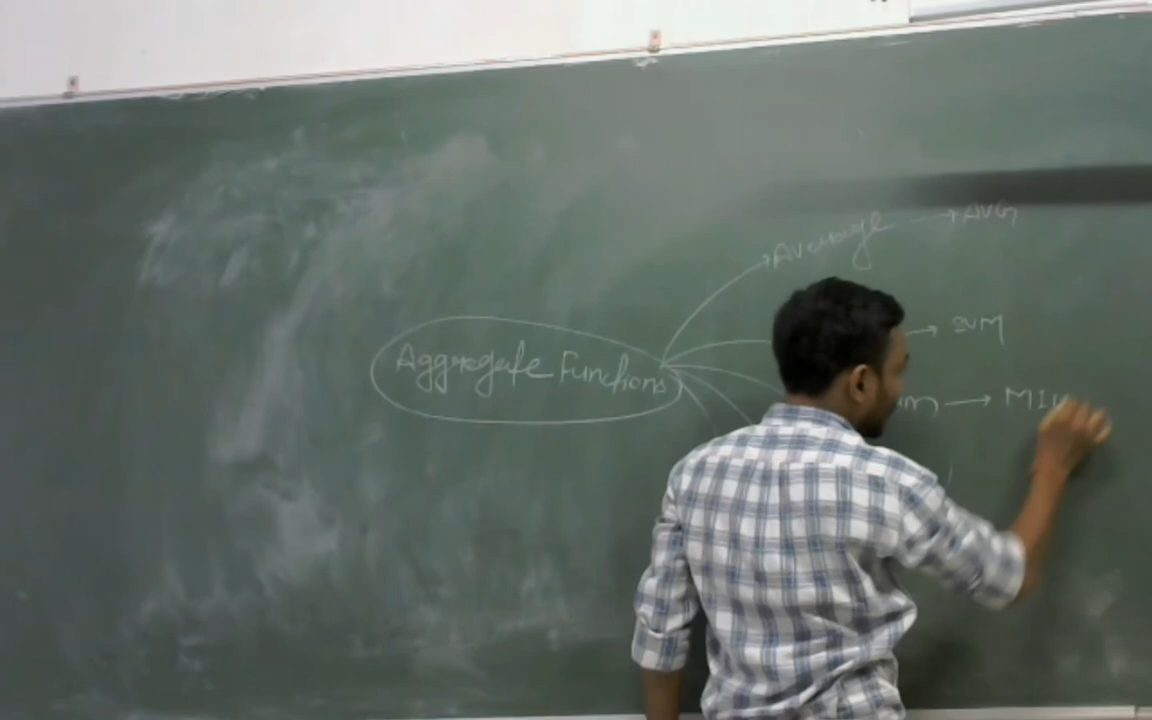 Average → AVG
→ SUM
Aggregate Functions
→ MIN